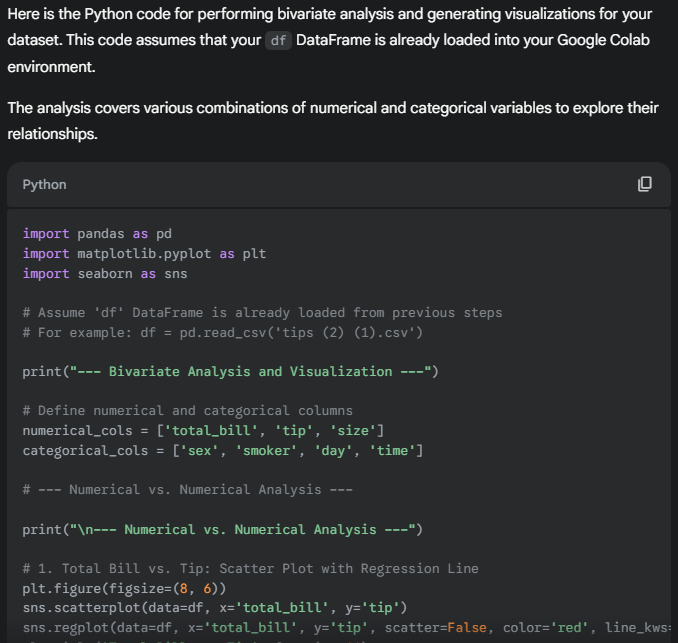 Here is the Python code for performing bivariate analysis and generating visualizations for your
dataset. This code assumes that your df DataFrame is already loaded into your Google Colab
environment.
The analysis covers various combinations of numerical and categorical variables to explore their
relationships.
Python
import pandas as pd
import matplotlib.pyplot as plt
import seaborn as sns
# Assume 'df' DataFrame is already loaded from previous steps
# For example: df = pd.read_csv('tips (2) (1).csv')
print("--- Bivariate Analysis and Visualization ---")
# Define numerical and categorical columns
numerical_cols = ['total_bill', 'tip', 'size']
categorical_cols = ['sex', 'smoker', 'day', 'time']
# --- Numerical vs. Numerical Analysis ---
print("\n--- Numerical vs. Numerical Analysis ---")
# 1. Total Bill vs. Tip: Scatter Plot with Regression Line
plt.figure(figsize=(8, 6))
sns.scatterplot(data=df, x='total_bill', y='tip')
sns.regplot(data=df, x='total_bill', y='tip', scatter=False, color='red', line_kws=